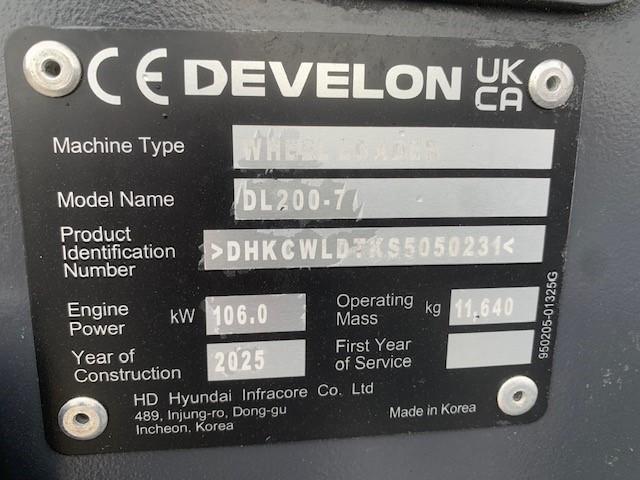 CE DEVELON UK
CA
Machine Type WHEEL LOADER
Model Name DL200-7
Product
Identification
Number >DHKCWLDTKS5050231<
Engine
Power kW 106.0
Operating
Mass kg 11,640
Year of
Construction 2025
First Year
of Service
HD Hyundai Infracore Co. Ltd
489, Injung-ro, Dong-gu
Incheon, Korea
Made in Korea
950205-01325G